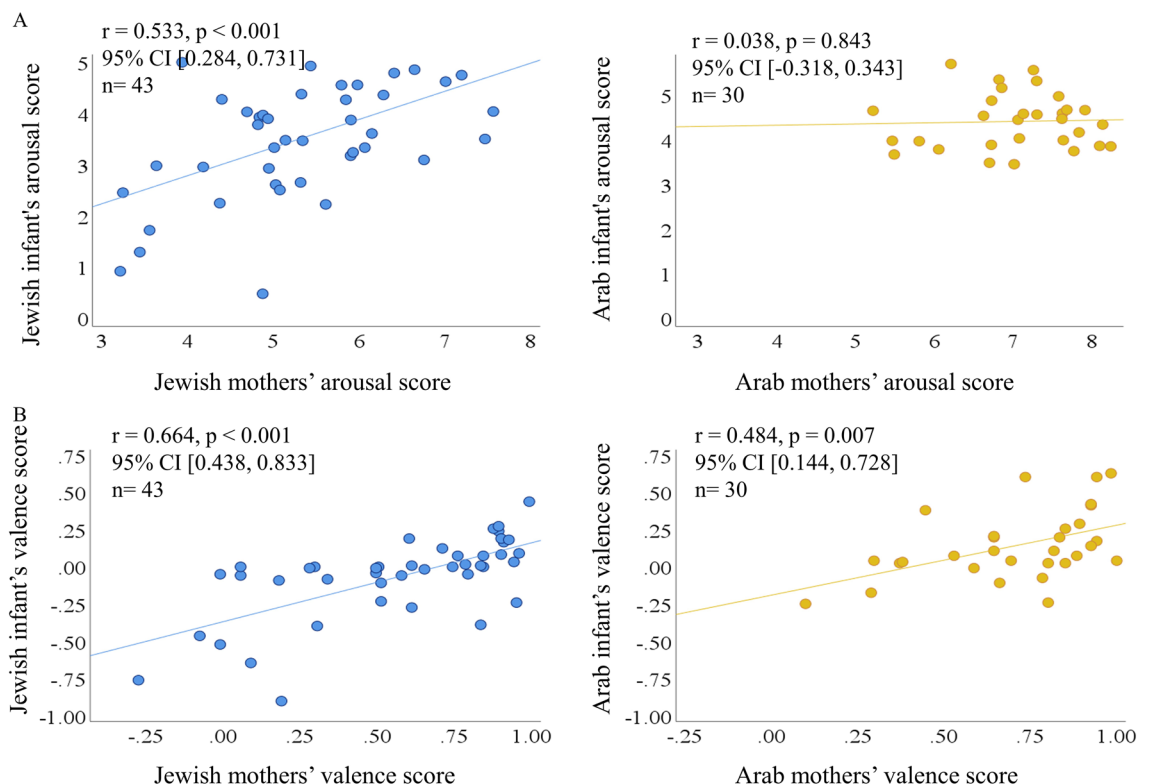 A
r = 0.533, p < 0.001
95% CI [0.284, 0.731]
n= 43
5
4
3
2
1
0
Jewish infant's arousal score
3 4 5 6 7 8
Jewish mothers’ arousal score
r = 0.038, p = 0.843
95% CI [-0.318, 0.343]
n= 30
5
4
3
2
1
0
Arab infant's arousal score
3 4 5 6 7 8
Arab mothers’ arousal score
B
r = 0.664, p < 0.001
95% CI [0.438, 0.833]
n= 43
.75
.50
.25
.00
-.25
-.50
-.75
-1.00
Jewish infant’s valence score
-.25 .00 .25 .50 .75 1.00
Jewish mothers’ valence score
r = 0.484, p = 0.007
95% CI [0.144, 0.728]
n= 30
.75
.50
.25
.00
-.25
-.50
-.75
-1.00
Arab infant’s valence score
-.25 .00 .25 .50 .75 1.00
Arab mothers’ valence score